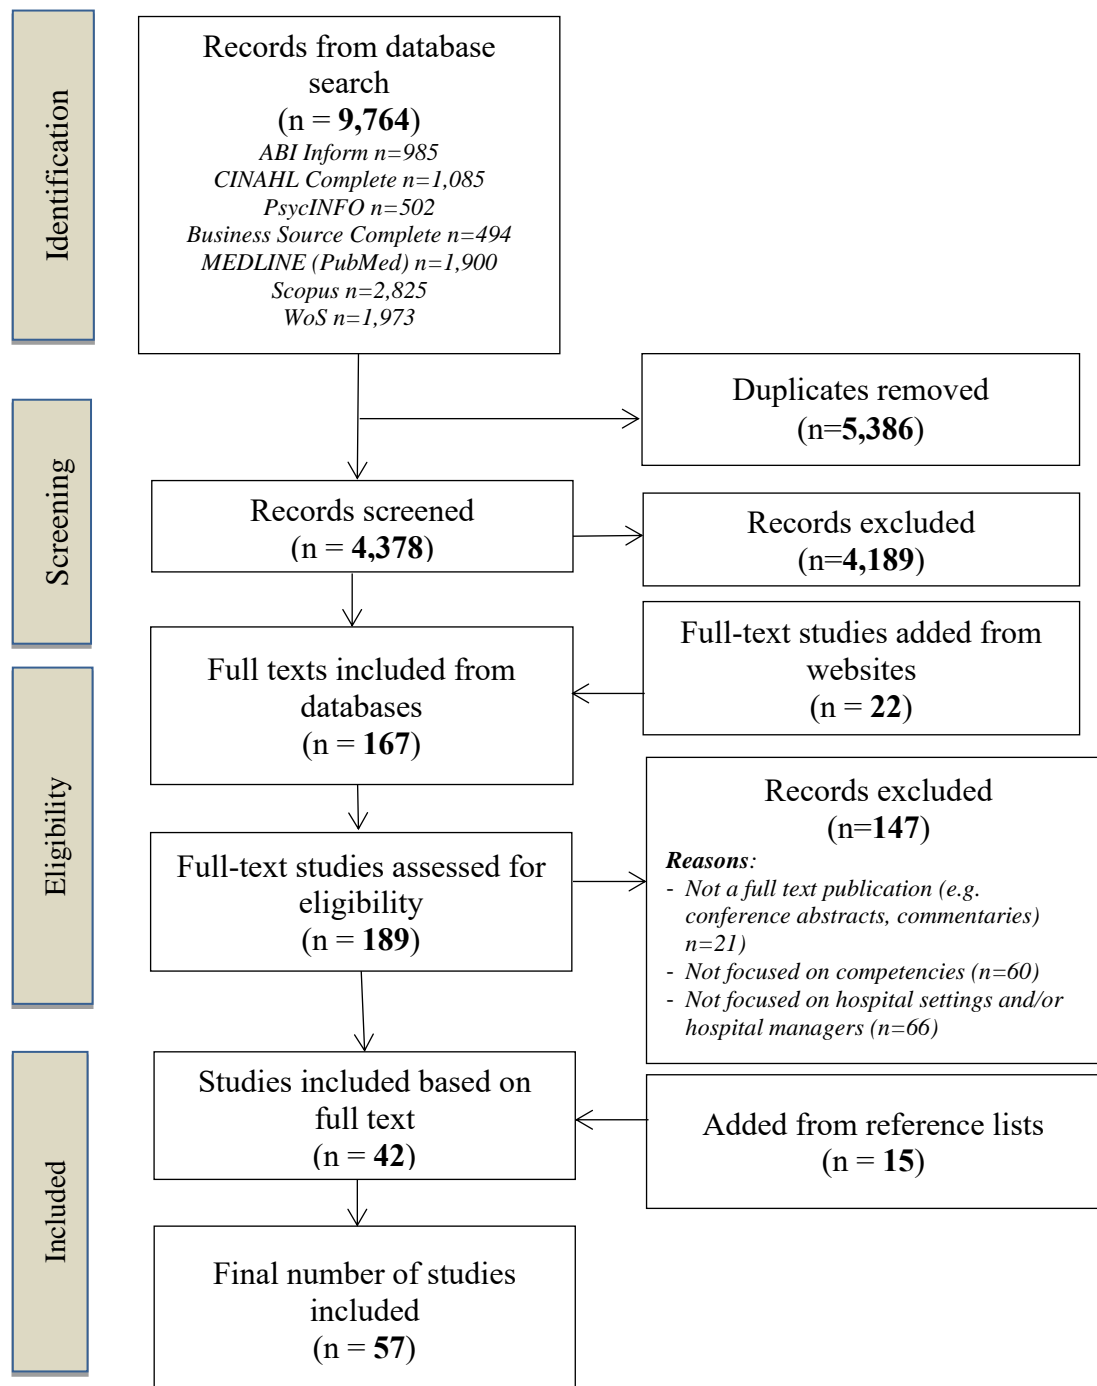 Identification
Records from database
search
(n = 9,764)
ABI Inform n=985
CINAHL Complete n=1,085
PsycINFO n=502
Business Source Complete n=494
MEDLINE (PubMed) n=1,900
Scopus n=2,825
WoS n=1,973
Duplicates removed
(n=5,386)
Screening
Records screened
(n = 4,378)
Records excluded
(n=4,189)
Full-text studies added from
websites
(n = 22)
Eligibility
Full texts included from
databases
(n = 167)
Full-text studies assessed for
eligibility
(n = 189)
Records excluded
(n=147)
Reasons:
- Not a full text publication (e.g.
conference abstracts, commentaries)
n=21)
- Not focused on competencies (n=60)
- Not focused on hospital settings and/or
hospital managers (n=66)
Included
Studies included based on
full text
(n = 42)
Added from reference lists
(n = 15)
Final number of studies
included
(n = 57)